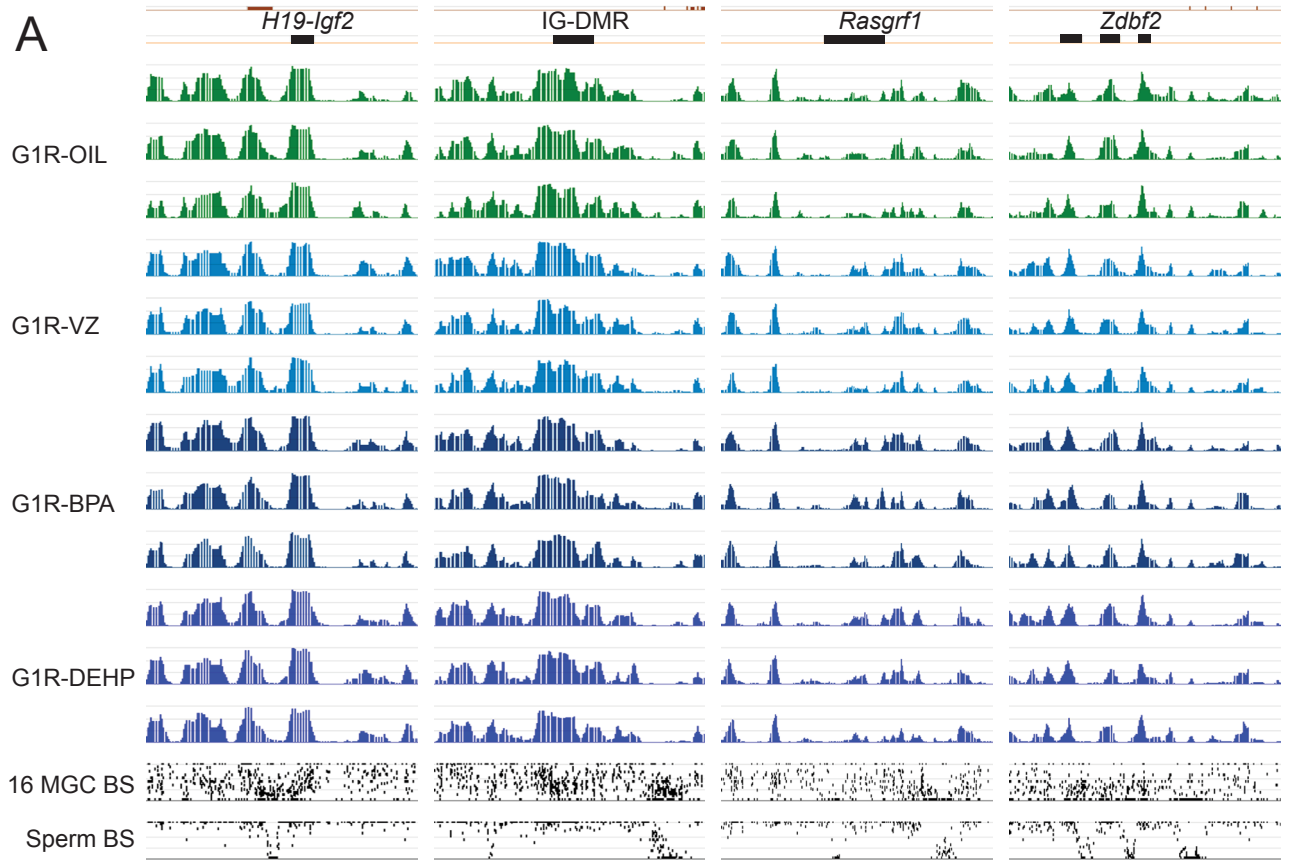 A
H19-Igf2 IG-DMR Rasgrf1 Zdbf2
G1R-OIL
G1R-VZ
G1R-BPA
G1R-DEHP
16 MGC BS
Sperm BS